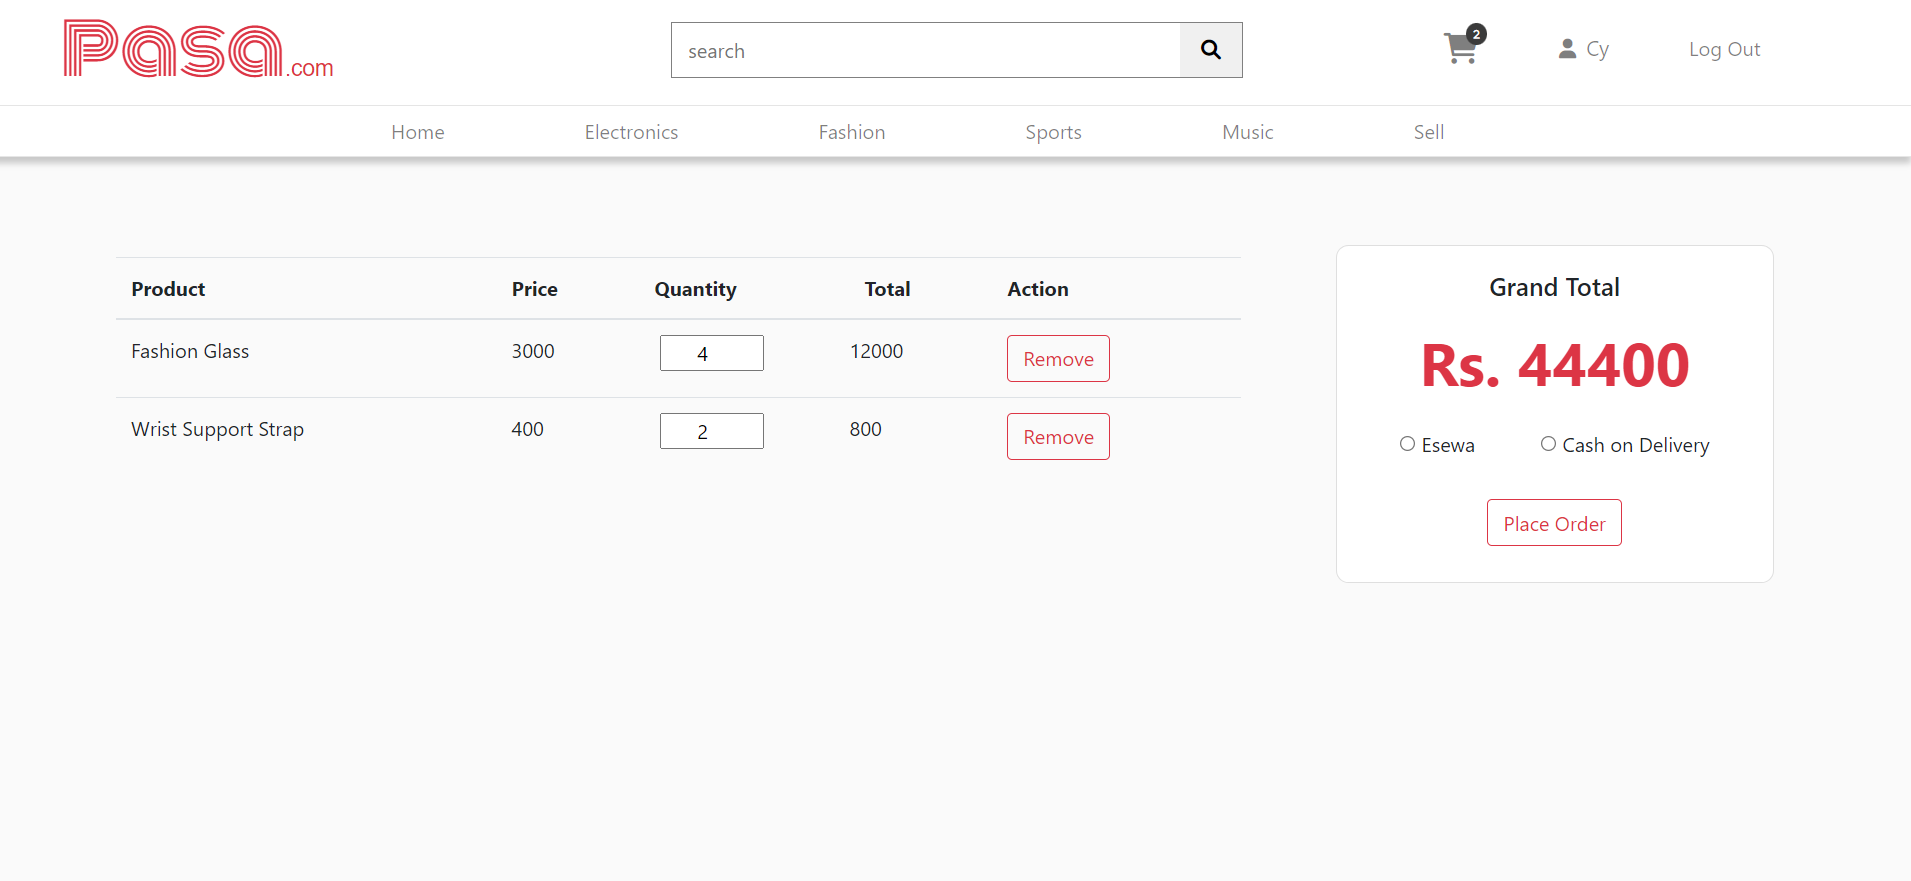 Pasa.com
search
2
Cy
Log Out
Home Electronics Fashion Sports Music Sell
Product Price Quantity Total Action
Fashion Glass 3000 4 12000 Remove
Wrist Support Strap 400 2 800 Remove
Grand Total
Rs. 44400
Esewa Cash on Delivery
Place Order